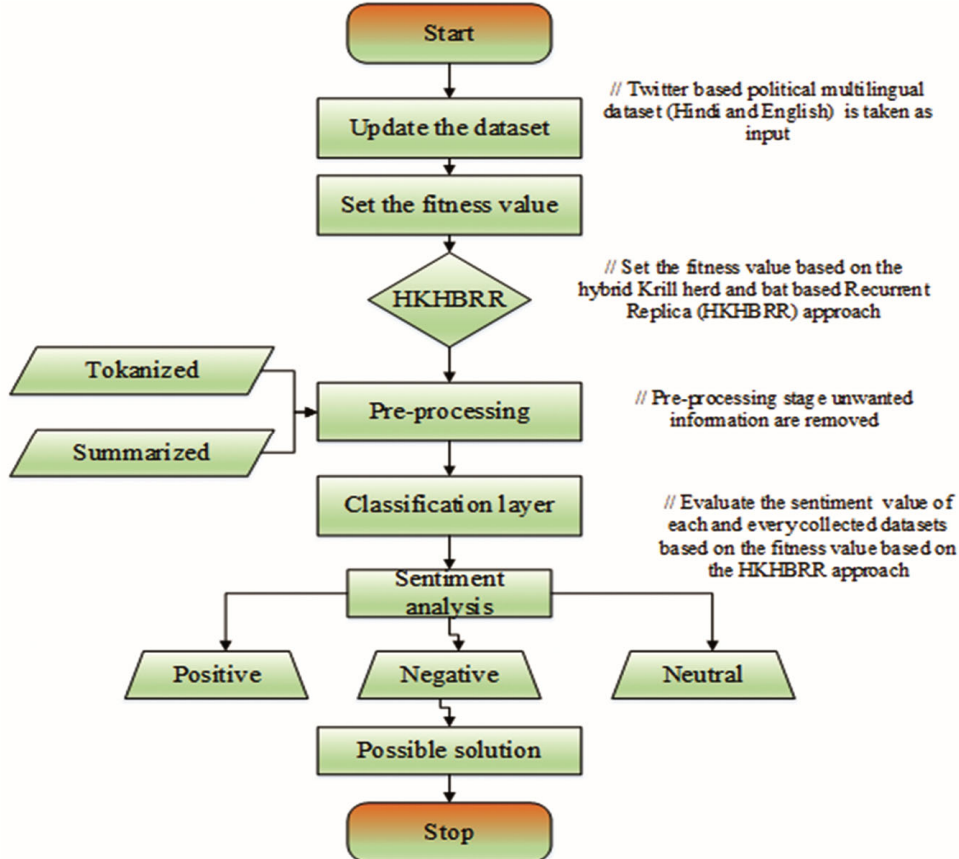 Start
// Twitter based political multilingual
dataset (Hindi and English) is taken as
input
Update the dataset
Set the fitness value
// Set the fitness value based on the
hybrid Krill herd and bat based Recurrent
Replica (HKHBRR) approach
HKHBRR
Tokanized
Summarized
Pre-processing
// Pre-processing stage unwanted
information are removed
Classification layer
// Evaluate the sentiment value of
each and every collected datasets
based on the fitness value based on
the HKHBRR approach
Sentiment
analysis
Positive
Negative
Neutral
Possible solution
Stop